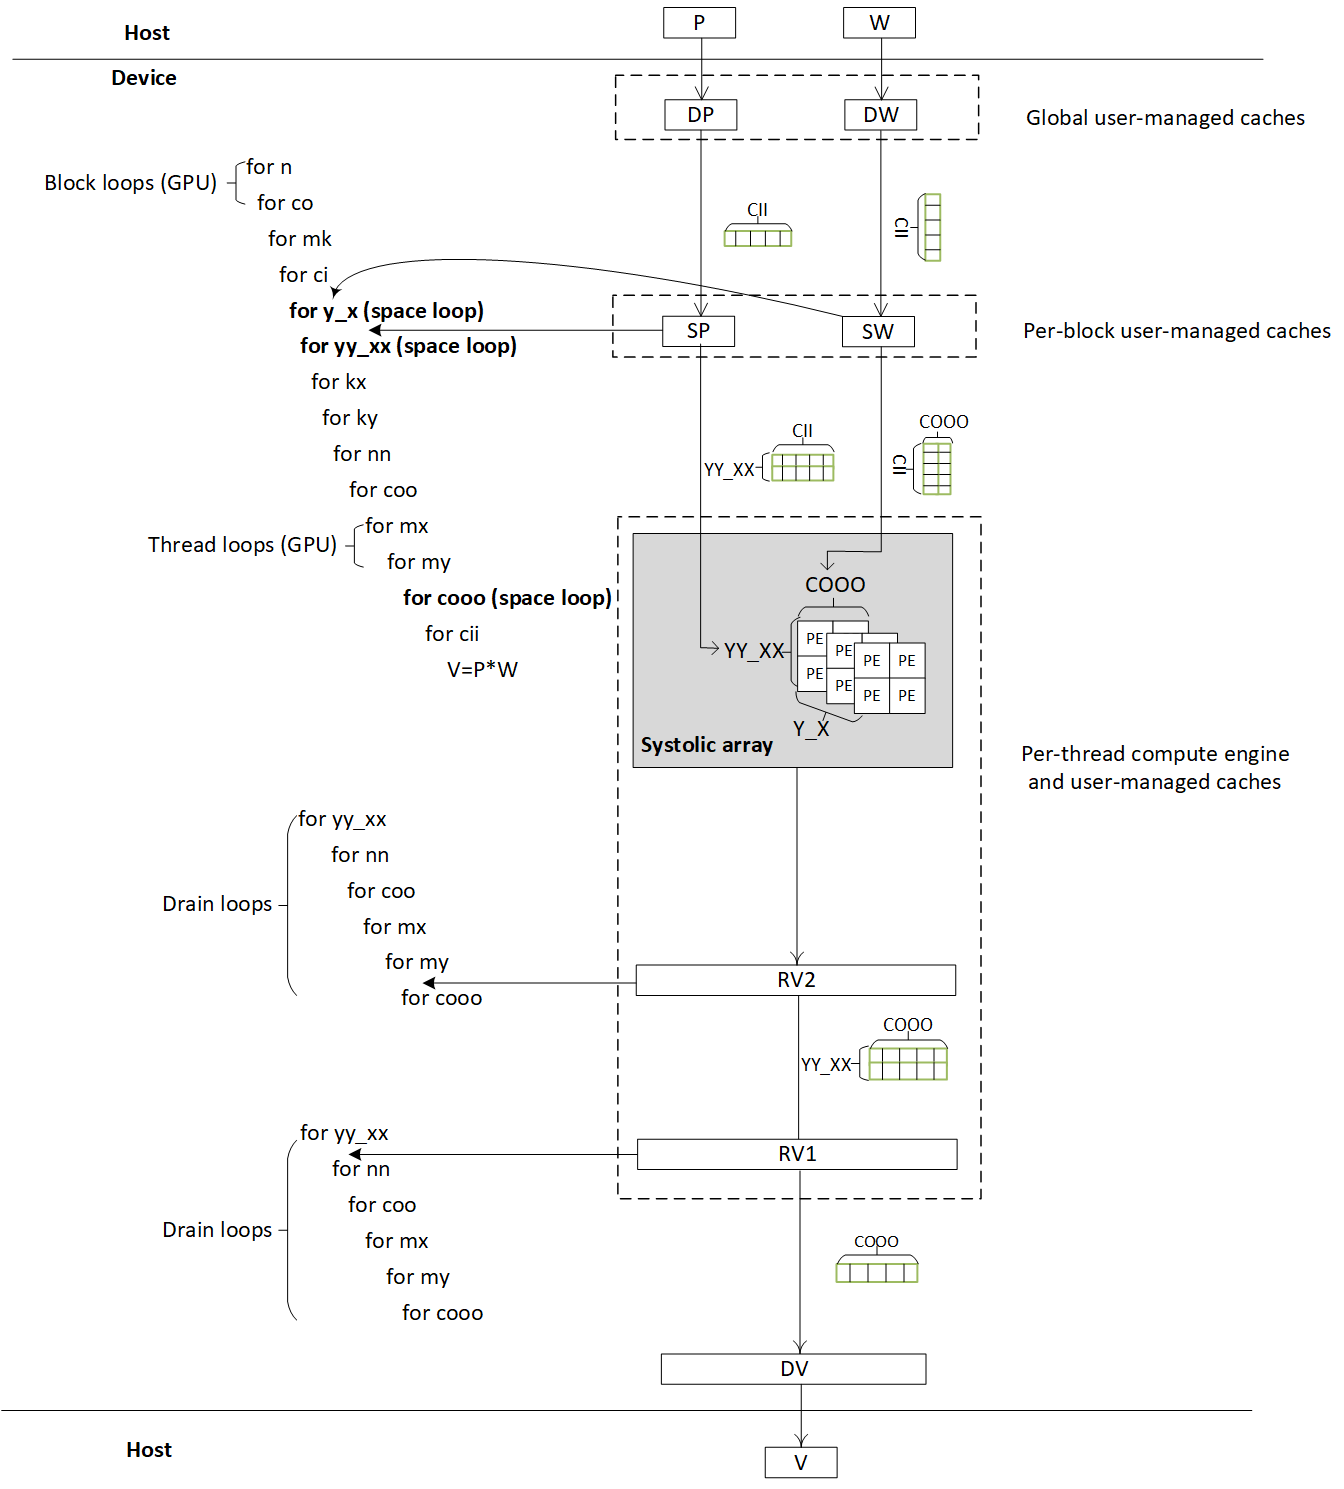 P
W
Host
Device
DP
DW
Global user-managed caches
for n
Block loops (GPU)
for co
CII
CII
for mk
for ci
for y_x (space loop)
SP
SW
Per-block user-managed caches
for yy_xx (space loop)
for kx
for ky
COOO
CII
for nn
YY_XX
CII
for coo
for mx
Thread loops (GPU)
for my
COOO
for cooo (space loop)
for cii
PE
PE
YY_XX
PE
PE
V=P*W
PE
PE
PE
PE
Y_X
Systolic array
Per-thread compute engine
and user-managed caches
for yy_xx
for nn
for coo
Drain loops
for mx
for my
RV2
for cooo
COOO
YY_XX
for yy_xx
RV1
for nn
for coo
Drain loops
for mx
COOO
for my
for cooo
DV
Host
V